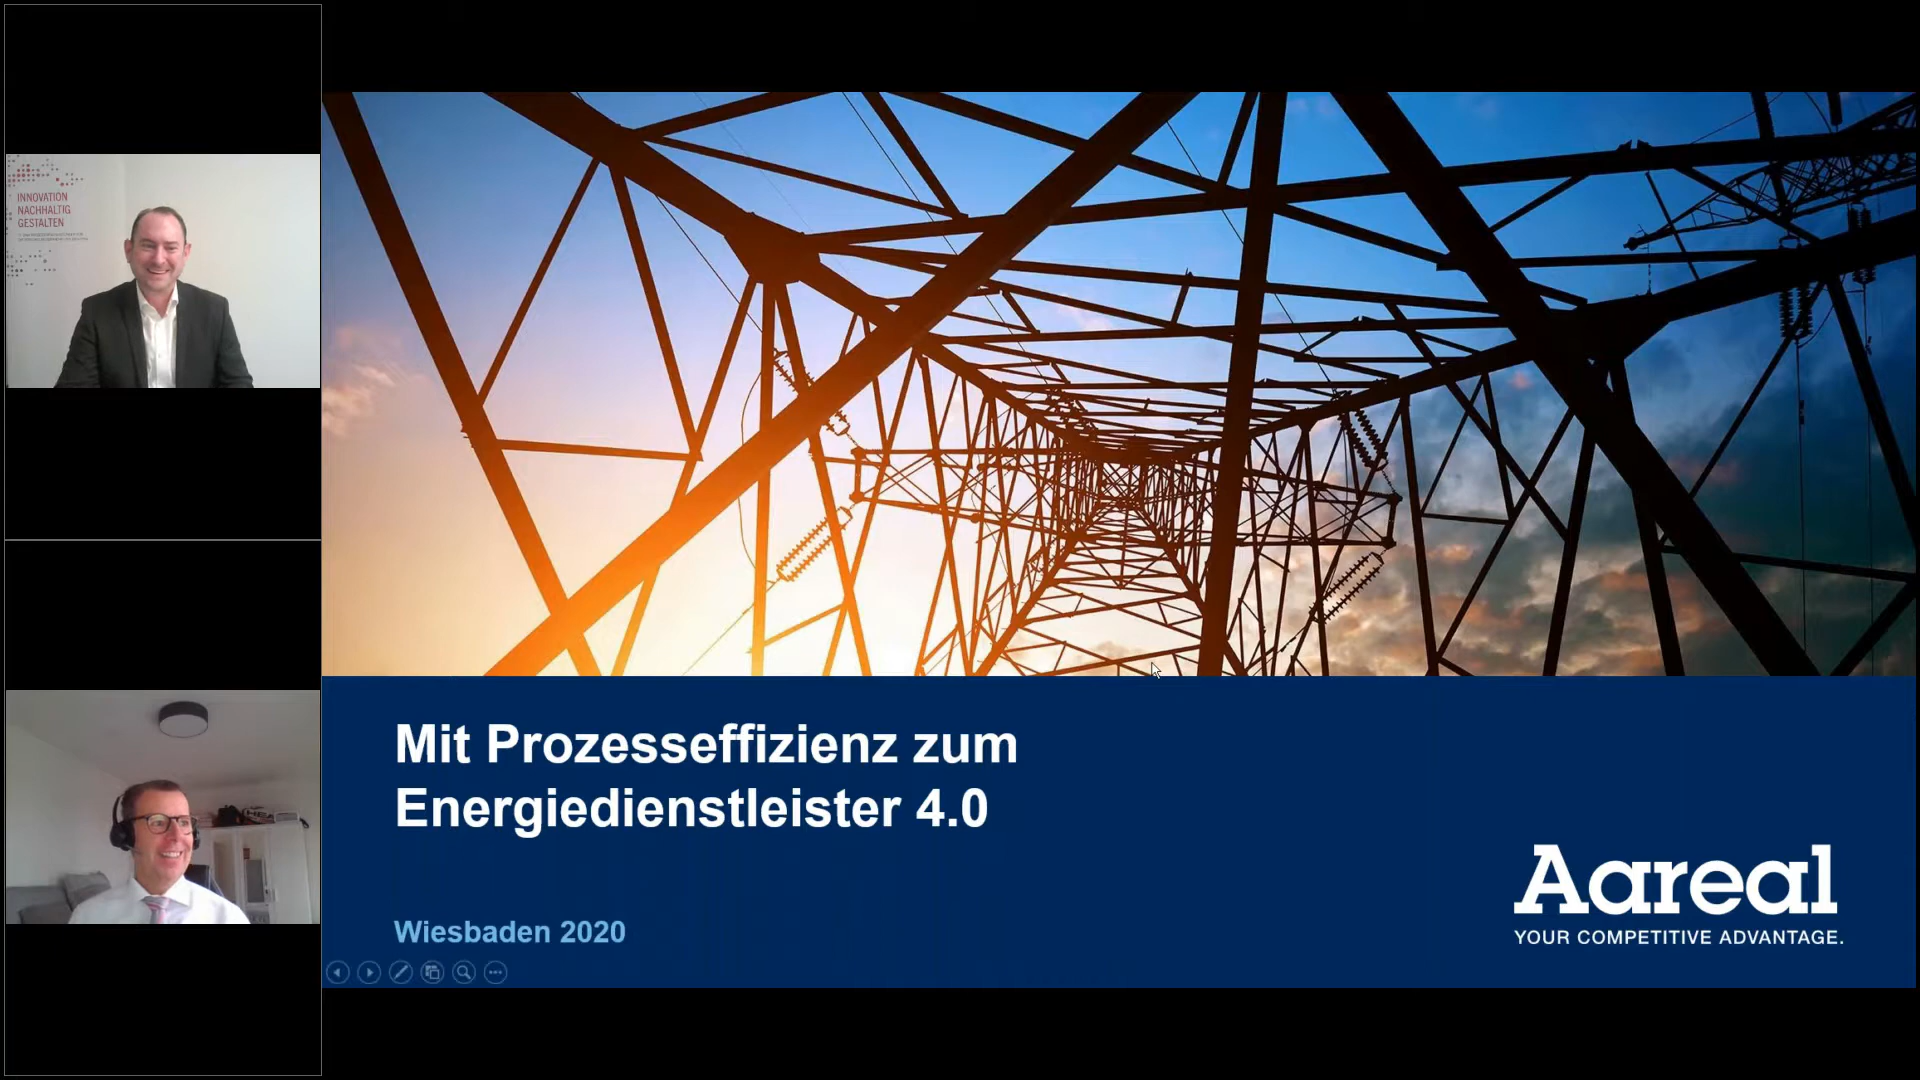 INNOVATION
NACHHALTIG
GESTALTEN
Mit Prozesseffizienz zum
Energiedienstleister 4.0
Wiesbaden 2020
Aareal
YOUR COMPETITIVE ADVANTAGE.